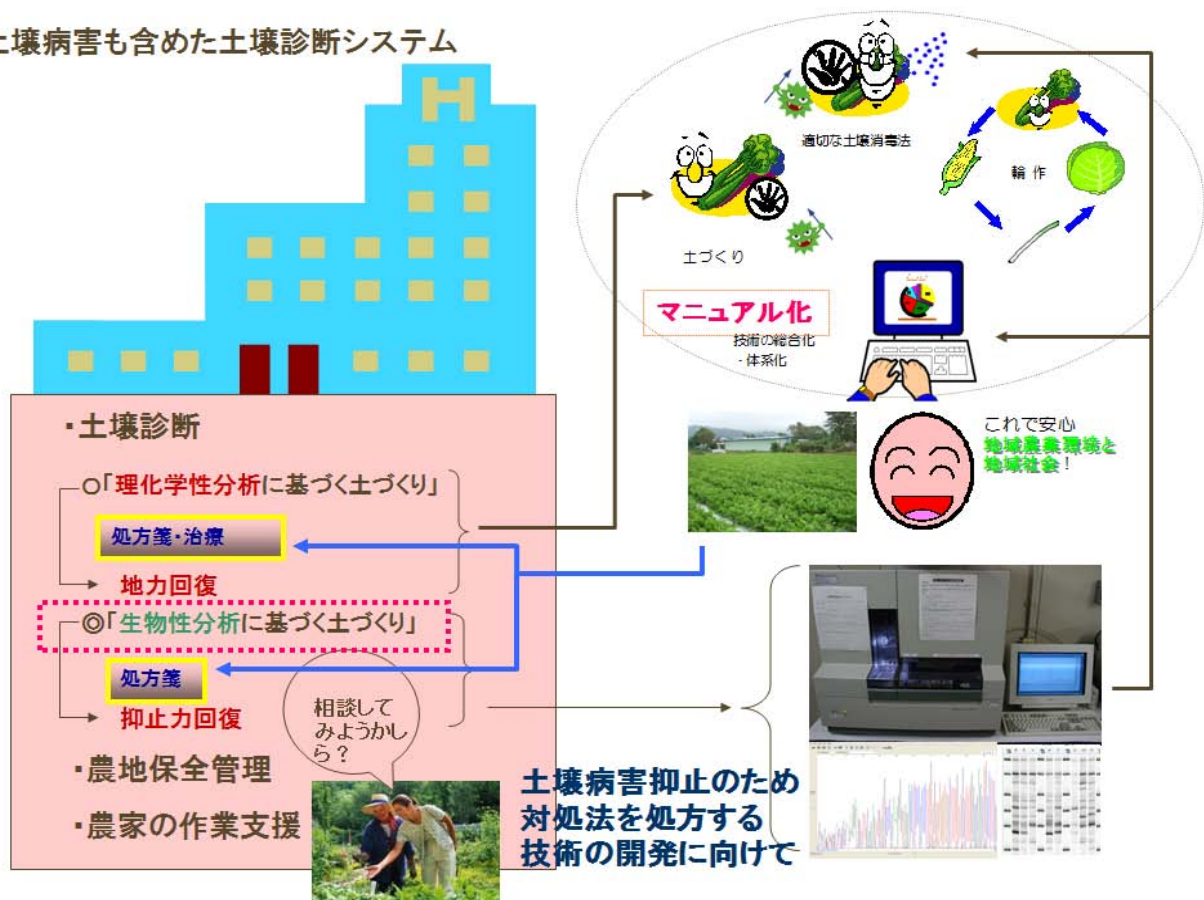 土壌病害も含めた土壌診断システム
H
適切な土壌消毒法
輪作
土づくり
マニュアル化
技術の総合化
・体系化
これで安心
地域農業環境と
地域社会!
・土壌診断
○「理化学性分析に基づく土づくり」
処方箋・治療
地力回復
◎「生物性分析に基づく土づくり」
処方箋
抑止力回復
相談して
みようかし
ら?
・農地保全管理
・農家の作業支援
土壌病害抑止のため
対処法を処方する
技術の開発に向けて